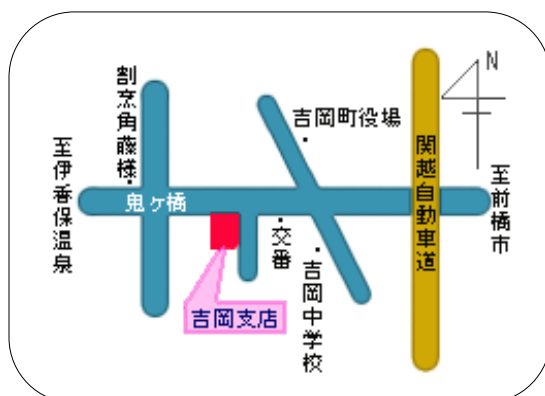 至伊香保温泉
割烹角藤様
鬼ヶ橋
吉岡支店
交番
吉岡町役場
吉岡中学校
関越自動車道
N
至前橋市